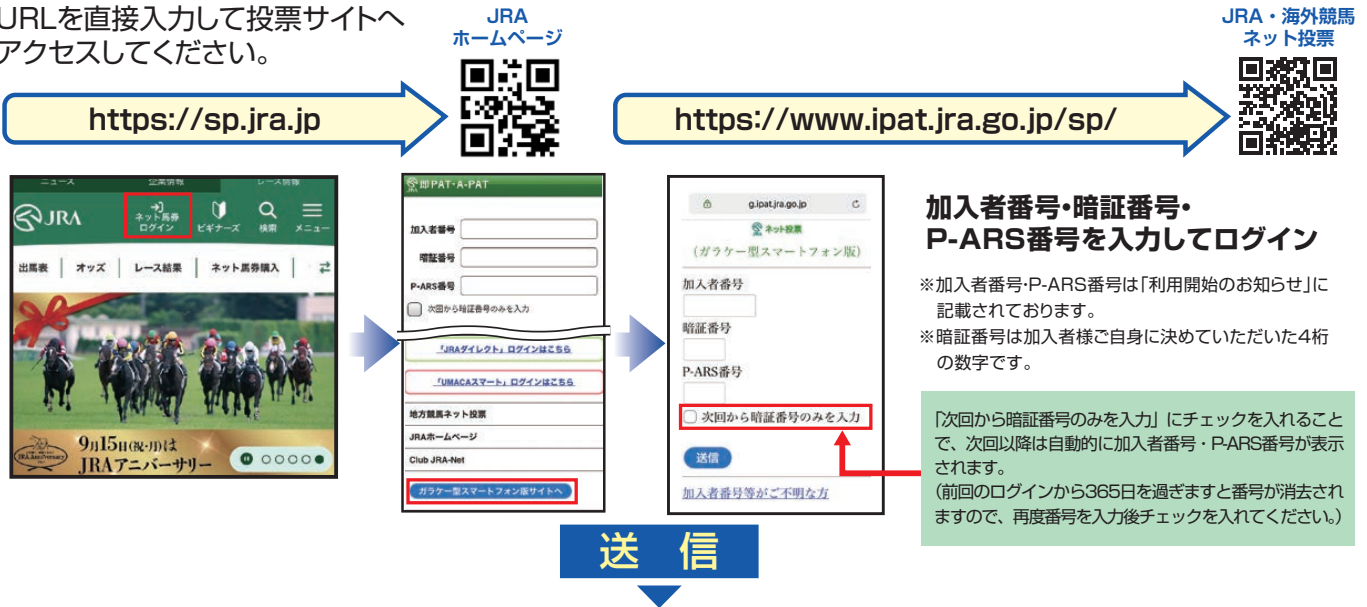 URLを直接入力して投票サイトへ
アクセスしてください。
JRA
ホームページ
JRA・海外競馬
ネット投票
https://sp.jra.jp
https://www.ipat.jra.go.jp/sp/
ニュース 企業情報 レース情報
JRA
ネット馬券
ログイン
ビギナーズ
検索
メニュー
出馬表 オッズ レース結果 ネット馬券購入
9月15日(祝・月)は
JRAアニバーサリー
JRA
即PAT・A-PAT
加入者番号
暗証番号
P-ARS番号
次回から暗証番号のみを入力
「JRAダイレクト」ログインはこちら
「UMACAスマート」ログインはこちら
地方競馬ネット投票
JRAホームページ
Club JRA-Net
ガラケー型スマートフォン版サイトへ
g.ipat.jra.go.jp
ネット投票
(ガラケー型スマートフォン版)
加入者番号
暗証番号
P-ARS番号
次回から暗証番号のみを入力
送信
加入者番号等がご不明な方
加入者番号・暗証番号・
P-ARS番号を入力してログイン
※加入者番号・P-ARS番号は「利用開始のお知らせ」に
記載されております。
※暗証番号は加入者様ご自身に決めていただいた4桁
の数字です。
「次回から暗証番号のみを入力」にチェックを入れること
で、次回以降は自動的に加入者番号・P-ARS番号が表示
されます。
(前回のログインから365日を過ぎますと番号が消去され
ますので、再度番号を入力後チェックを入れてください。)
送 信